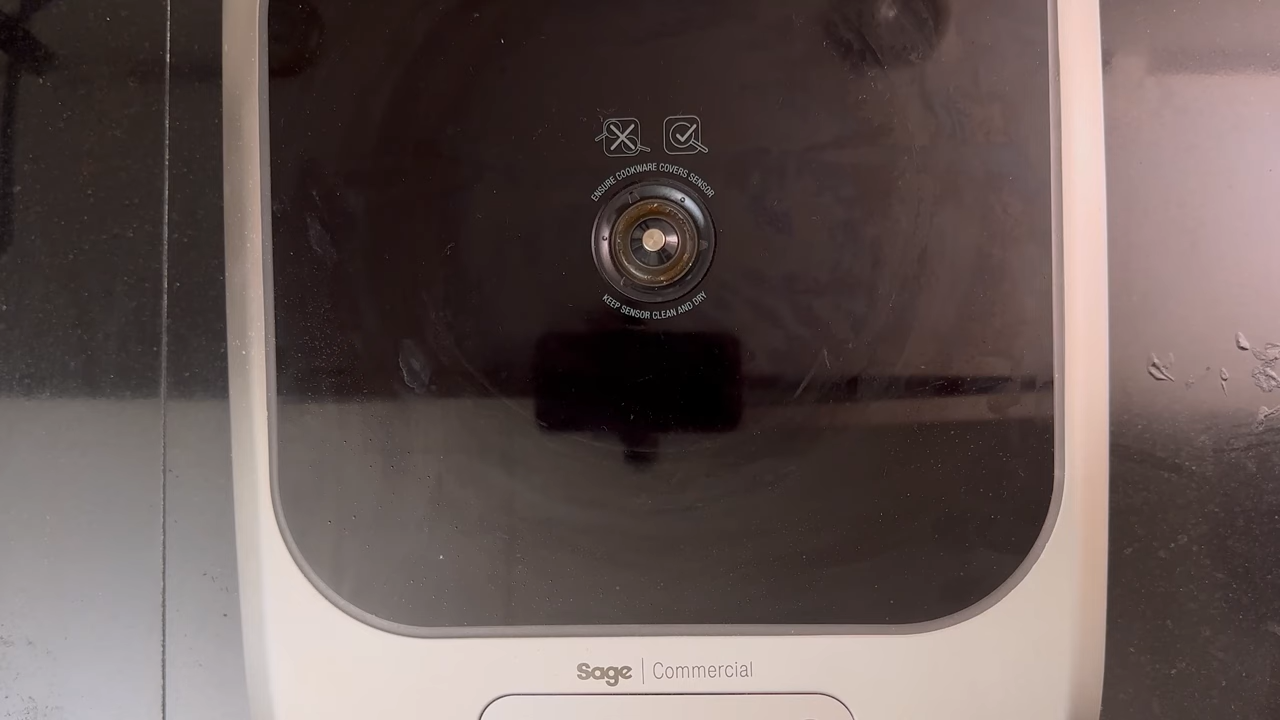 ENSURE COOKWARE COVERS SENSOR
KEEP SENSOR CLEAN AND DRY
Sage | Commercial